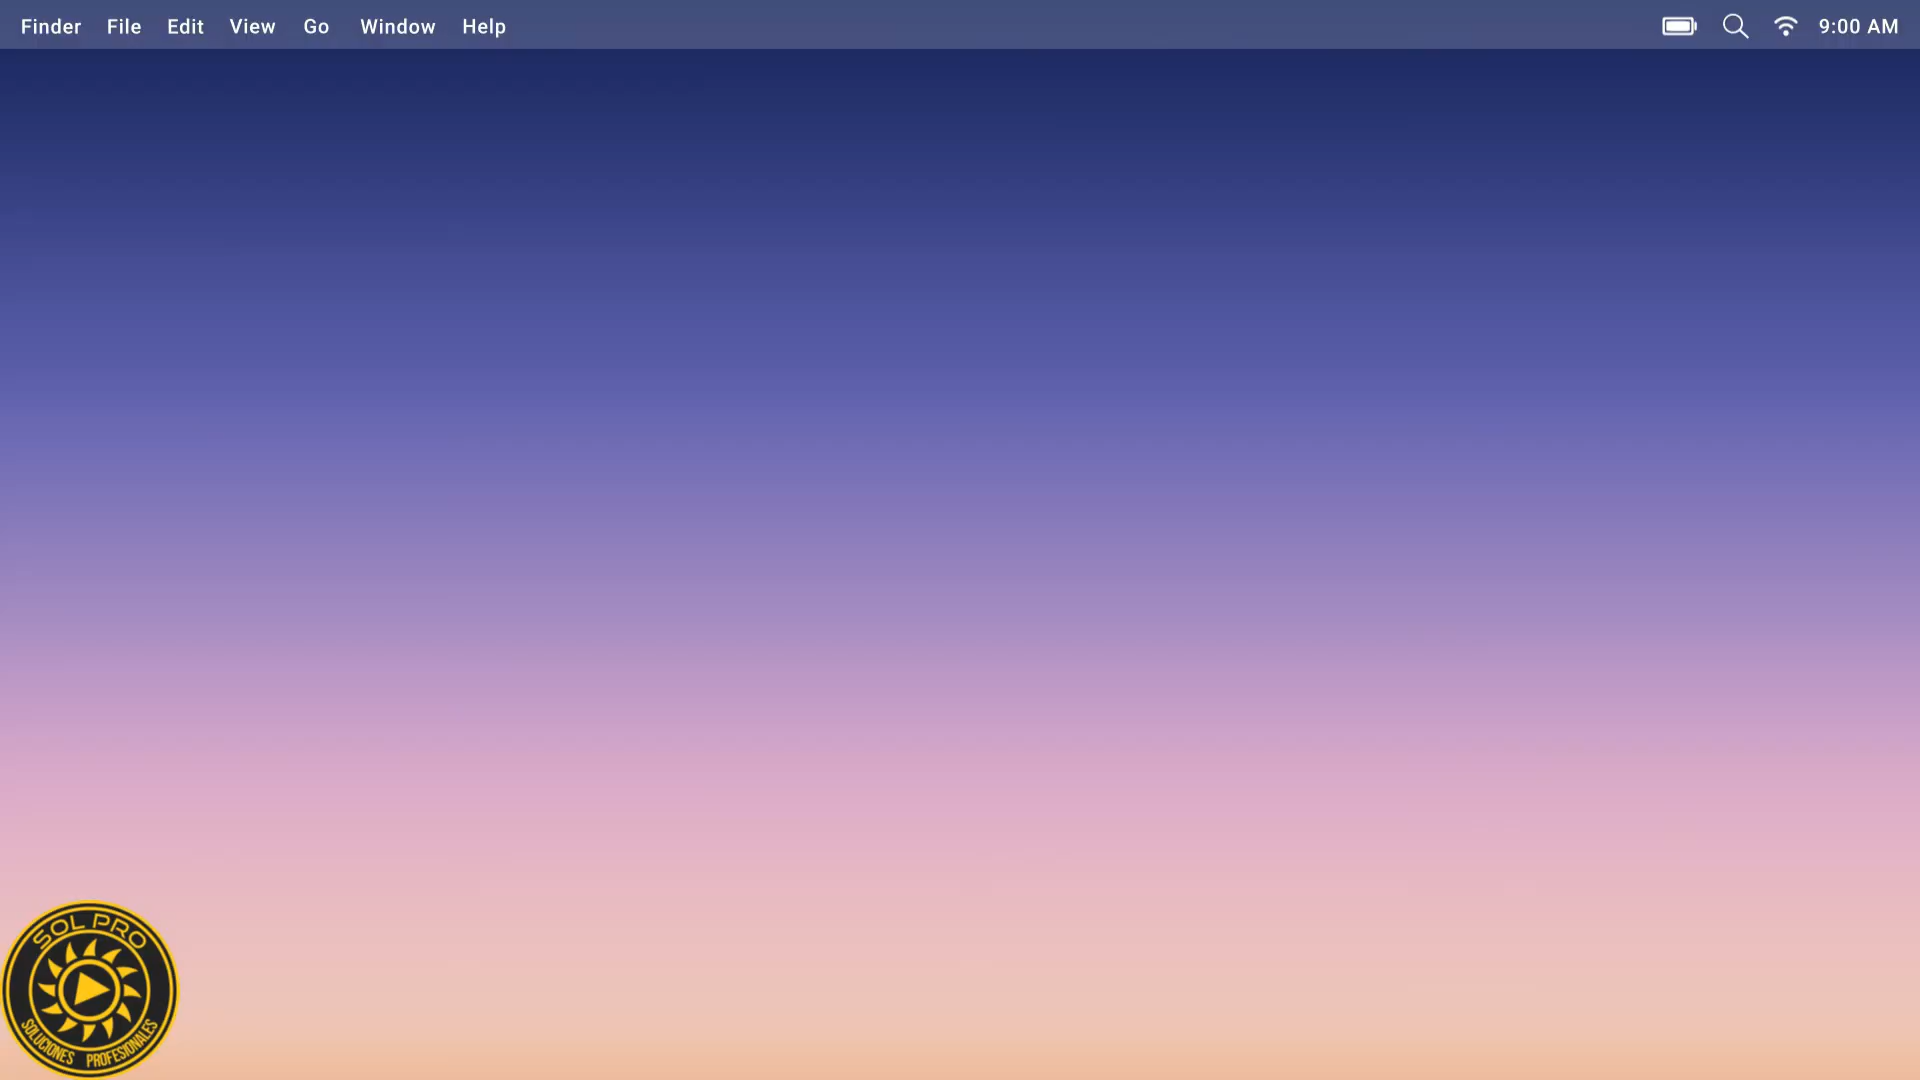 Finder File Edit View Go Window Help 9:00 AM
SOL PRO
SOLUCIONES PROFESIONALES